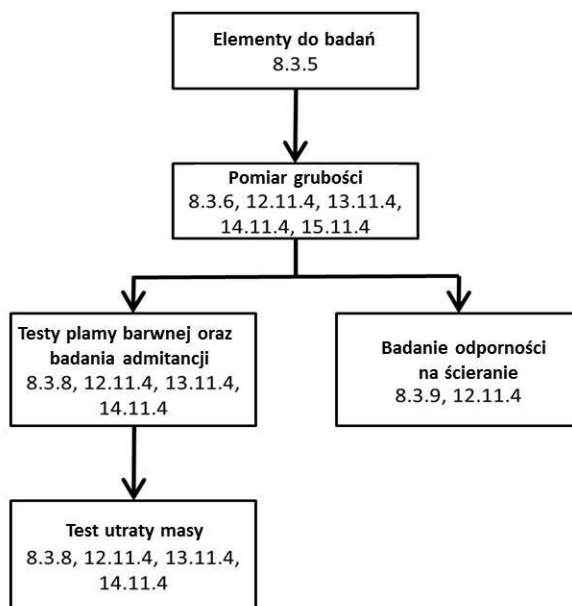 Elementy do badań
8.3.5
Pomiar grubości
8.3.6, 12.11.4, 13.11.4,
14.11.4, 15.11.4
Testy plamy barwnej oraz
badania admitancji
8.3.8, 12.11.4, 13.11.4,
14.11.4
Badanie odporności
na ścieranie
8.3.9, 12.11.4
Test utraty masy
8.3.8, 12.11.4, 13.11.4,
14.11.4